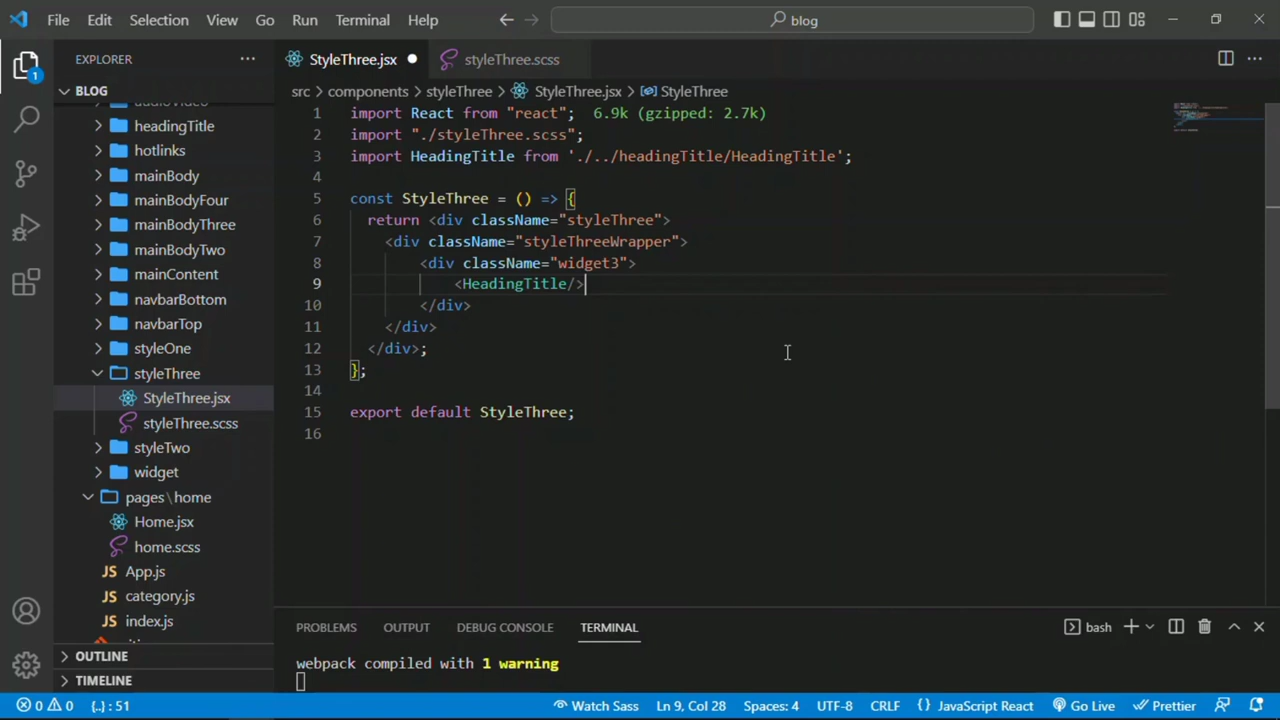 File Edit Selection View Go Run Terminal Help
blog
EXPLORER
BLOG
headingTitle
hotlinks
mainBody
mainBodyFour
mainBodyThree
mainBodyTwo
mainContent
navbarBottom
navbarTop
styleOne
styleThree
StyleThree.jsx
styleThree.scss
styleTwo
widget
pages\home
Home.jsx
home.scss
App.js
category.js
index.js
OUTLINE
TIMELINE
1
StyleThree.jsx
styleThree.scss
src > components > styleThree > StyleThree.jsx > StyleThree
1 import React from "react"; 6.9k (gzipped: 2.7k)
2 import "./styleThree.scss";
3 import HeadingTitle from './../headingTitle/HeadingTitle';
4
5 const StyleThree = () => {
6 return <div className="styleThree">
7 <div className="styleThreeWrapper">
8 <div className="widget3">
9 <HeadingTitle/>
10 </div>
11 </div>
12 </div>;
13 };
14
15 export default StyleThree;
16
PROBLEMS OUTPUT DEBUG CONSOLE TERMINAL
bash
webpack compiled with 1 warning
0 0 {..} : 51 Watch Sass Ln 9, Col 28 Spaces: 4 UTF-8 CRLF { } JavaScript React Go Live Prettier